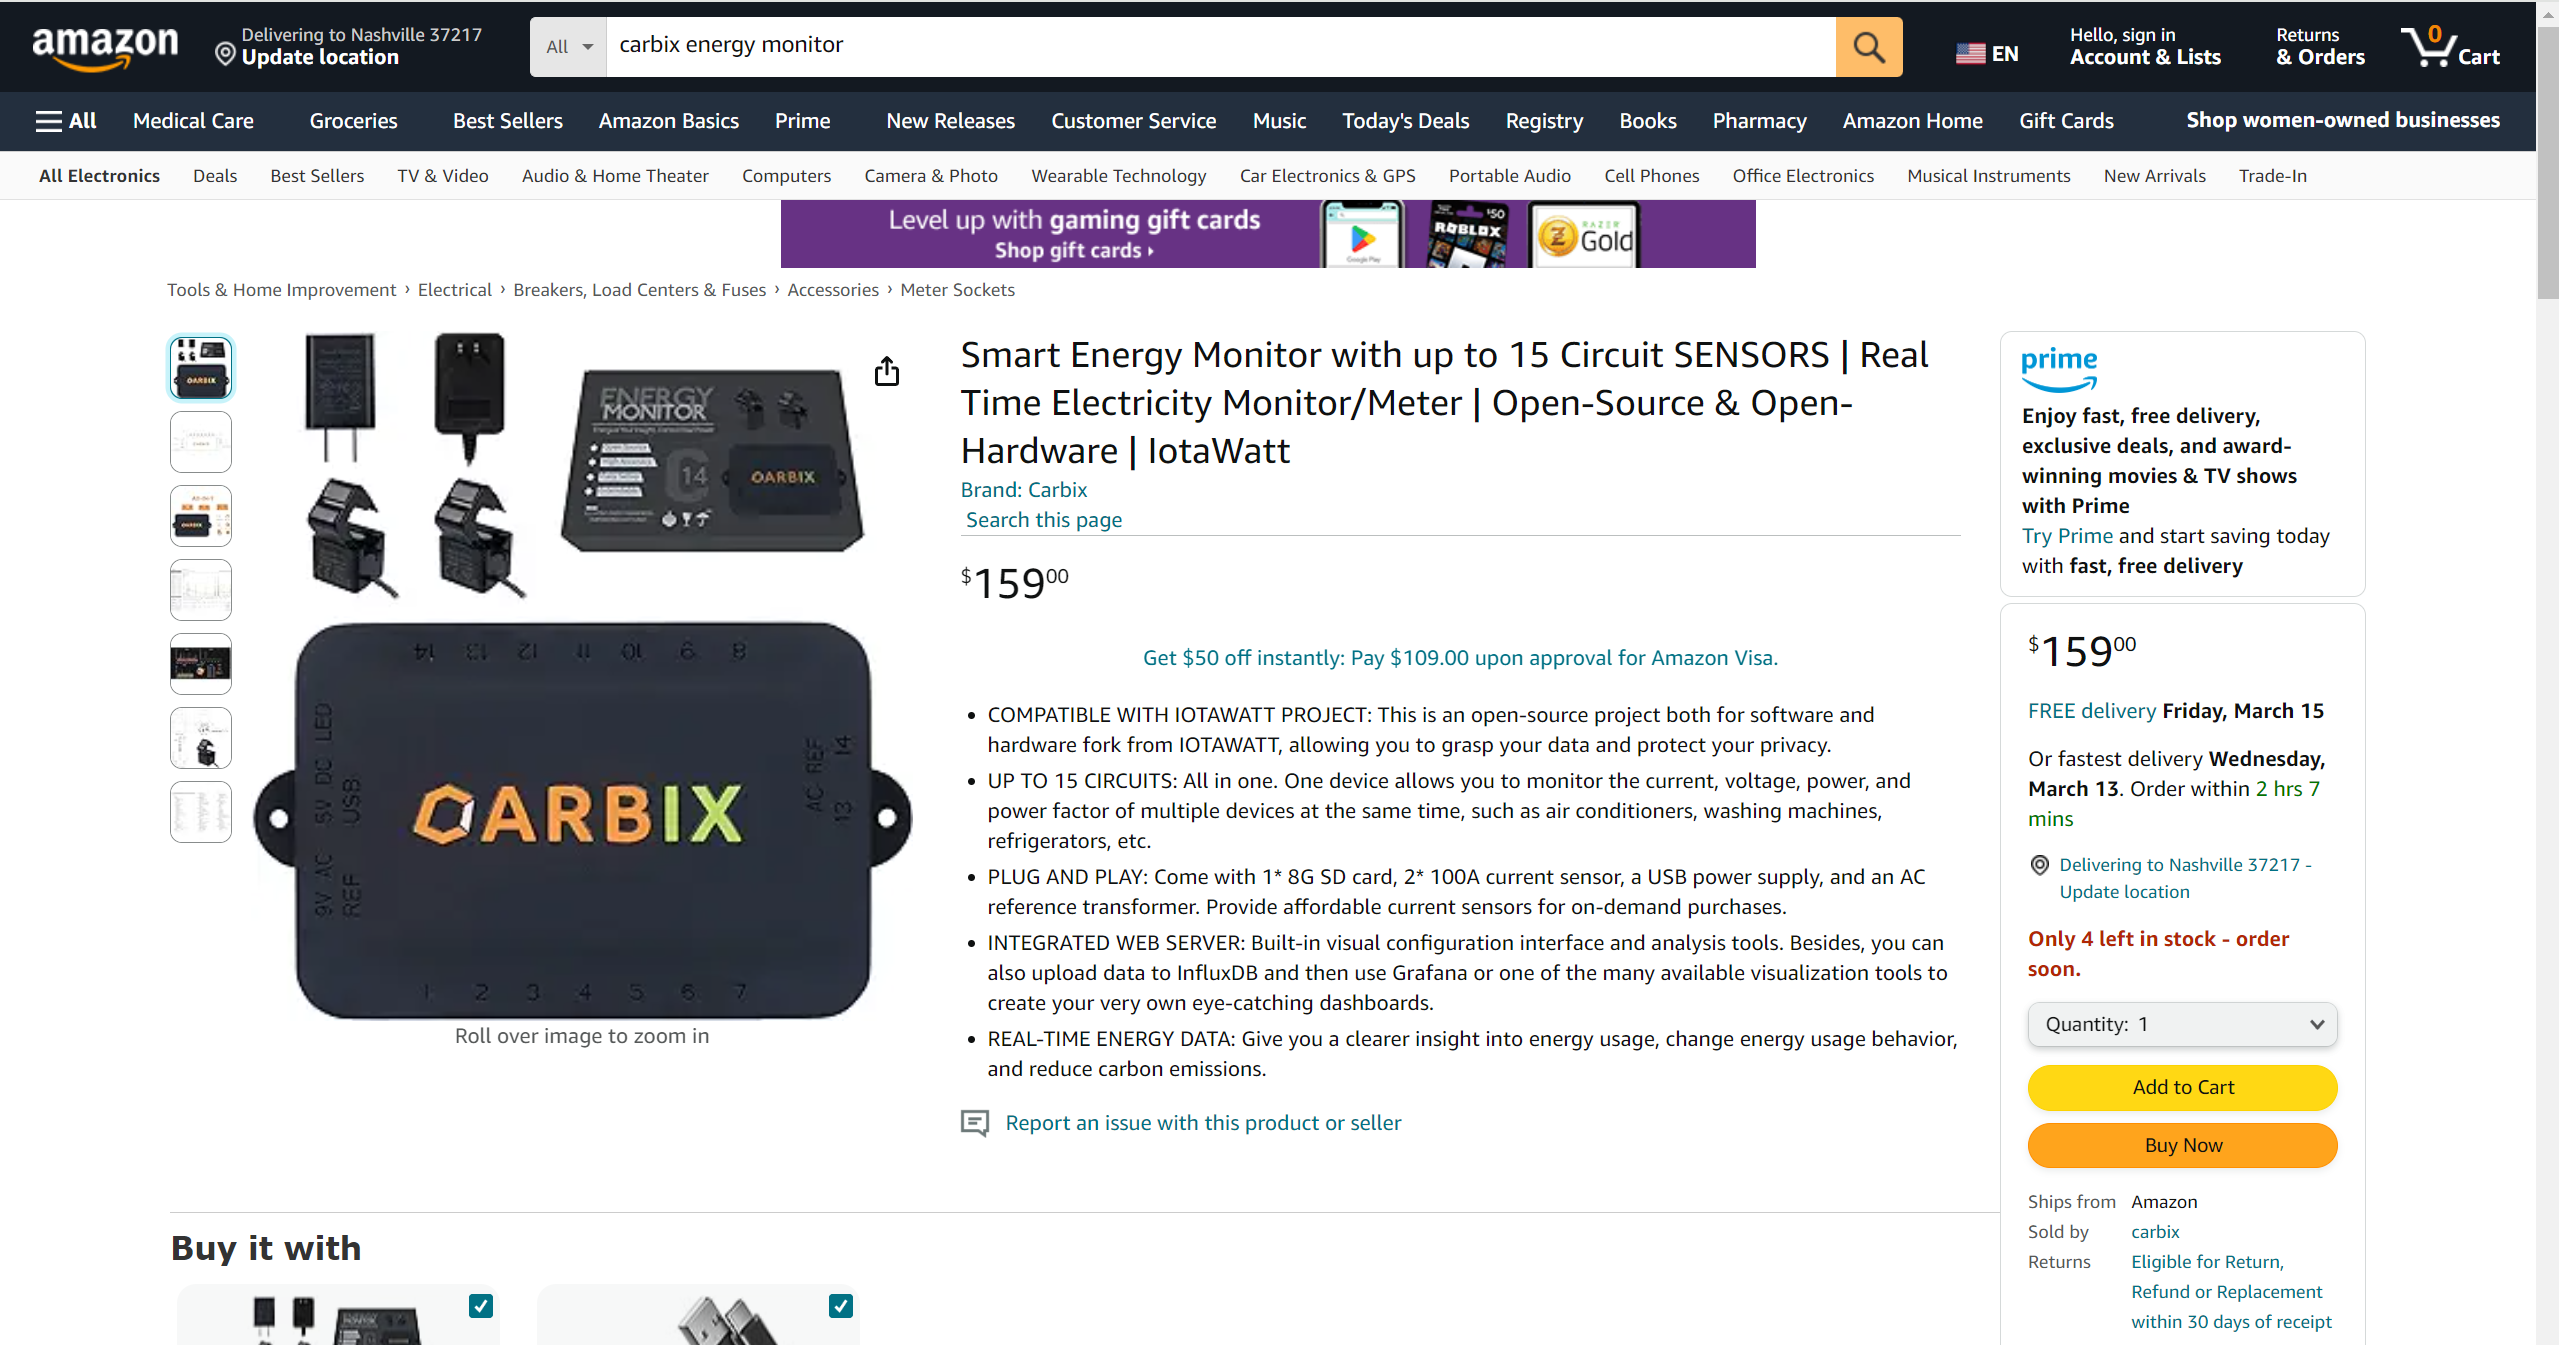 amazon
Delivering to Nashville 37217
Update location
All
carbix energy monitor
EN
Hello, sign in
Account & Lists
Returns
& Orders
0
Cart
All
Medical Care
Groceries
Best Sellers
Amazon Basics
Prime
New Releases
Customer Service
Music
Today's Deals
Registry
Books
Pharmacy
Amazon Home
Gift Cards
Shop women-owned businesses
All Electronics
Deals
Best Sellers
TV & Video
Audio & Home Theater
Computers
Camera & Photo
Wearable Technology
Car Electronics & GPS
Portable Audio
Cell Phones
Office Electronics
Musical Instruments
New Arrivals
Trade-In
Level up with gaming gift cards
Shop gift cards ›
Google Play
$50
ROBLOX
RAZER
Gold
Tools & Home Improvement › Electrical › Breakers, Load Centers & Fuses › Accessories › Meter Sockets
ENERGY
MONITOR
C
14
CARBIX
14 13 12 11 10 9 8
5V DC LED
USB
9V AC
REF
AC REF
13 14
CARBIX
1 2 3 4 5 6 7
Roll over image to zoom in
Smart Energy Monitor with up to 15 Circuit SENSORS | Real
Time Electricity Monitor/Meter | Open-Source & Open-
Hardware | IotaWatt
Brand: Carbix
Search this page
$15900
Get $50 off instantly: Pay $109.00 upon approval for Amazon Visa.
• COMPATIBLE WITH IOTAWATT PROJECT: This is an open-source project both for software and
hardware fork from IOTAWATT, allowing you to grasp your data and protect your privacy.
• UP TO 15 CIRCUITS: All in one. One device allows you to monitor the current, voltage, power, and
power factor of multiple devices at the same time, such as air conditioners, washing machines,
refrigerators, etc.
• PLUG AND PLAY: Come with 1* 8G SD card, 2* 100A current sensor, a USB power supply, and an AC
reference transformer. Provide affordable current sensors for on-demand purchases.
• INTEGRATED WEB SERVER: Built-in visual configuration interface and analysis tools. Besides, you can
also upload data to InfluxDB and then use Grafana or one of the many available visualization tools to
create your very own eye-catching dashboards.
• REAL-TIME ENERGY DATA: Give you a clearer insight into energy usage, change energy usage behavior,
and reduce carbon emissions.
Report an issue with this product or seller
prime
Enjoy fast, free delivery,
exclusive deals, and award-
winning movies & TV shows
with Prime
Try Prime and start saving today
with fast, free delivery
$15900
FREE delivery Friday, March 15
Or fastest delivery Wednesday,
March 13. Order within 2 hrs 7
mins
Delivering to Nashville 37217 -
Update location
Only 4 left in stock - order
soon.
Quantity: 1
Add to Cart
Buy Now
Ships from Amazon
Sold by carbix
Returns Eligible for Return,
Refund or Replacement
within 30 days of receipt
Buy it with